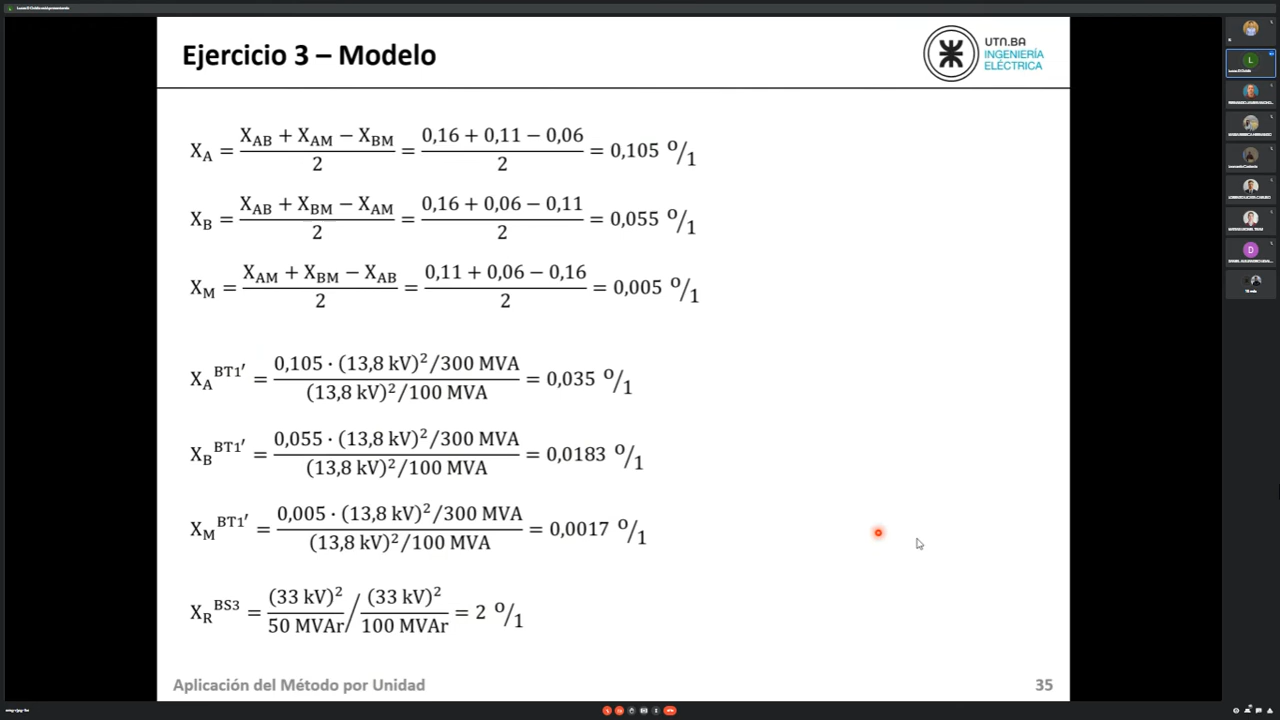 Lucas Di Cividio está presentando
Ejercicio 3 – Modelo
UTN.BA
INGENIERÍA
ELÉCTRICA
X_A = (X_AB + X_AM − X_BM)/2 = (0,16 + 0,11 − 0,06)/2 = 0,105 º/1
X_B = (X_AB + X_BM − X_AM)/2 = (0,16 + 0,06 − 0,11)/2 = 0,055 º/1
X_M = (X_AM + X_BM − X_AB)/2 = (0,11 + 0,06 − 0,16)/2 = 0,005 º/1
X_A^BT1′ = (0,105 · (13,8 kV)²/300 MVA)/((13,8 kV)²/100 MVA) = 0,035 º/1
X_B^BT1′ = (0,055 · (13,8 kV)²/300 MVA)/((13,8 kV)²/100 MVA) = 0,0183 º/1
X_M^BT1′ = (0,005 · (13,8 kV)²/300 MVA)/((13,8 kV)²/100 MVA) = 0,0017 º/1
X_R^BS3 = (33 kV)²/50 MVAr / (33 kV)²/100 MVAr = 2 º/1
Aplicación del Método por Unidad
35
L
D